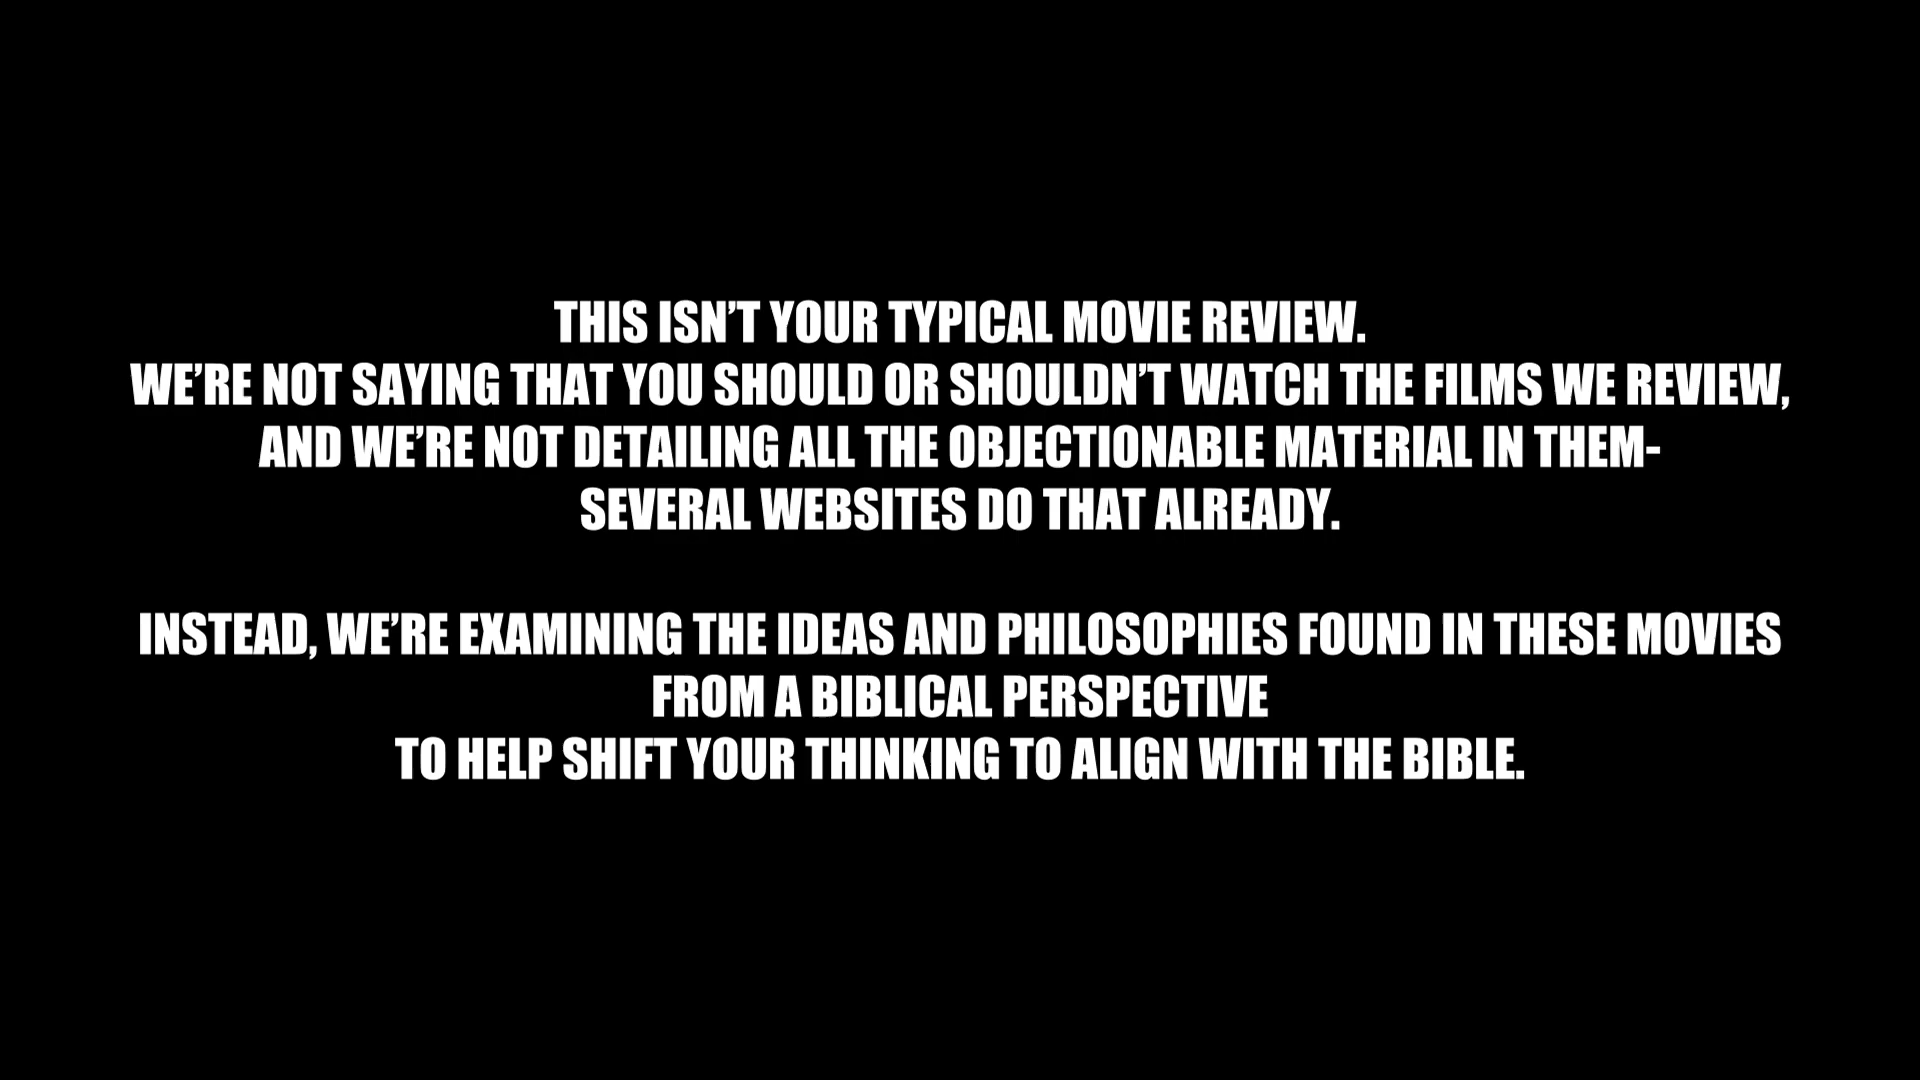 THIS ISN’T YOUR TYPICAL MOVIE REVIEW.
WE’RE NOT SAYING THAT YOU SHOULD OR SHOULDN’T WATCH THE FILMS WE REVIEW,
AND WE’RE NOT DETAILING ALL THE OBJECTIONABLE MATERIAL IN THEM-
SEVERAL WEBSITES DO THAT ALREADY.
INSTEAD, WE’RE EXAMINING THE IDEAS AND PHILOSOPHIES FOUND IN THESE MOVIES
FROM A BIBLICAL PERSPECTIVE
TO HELP SHIFT YOUR THINKING TO ALIGN WITH THE BIBLE.